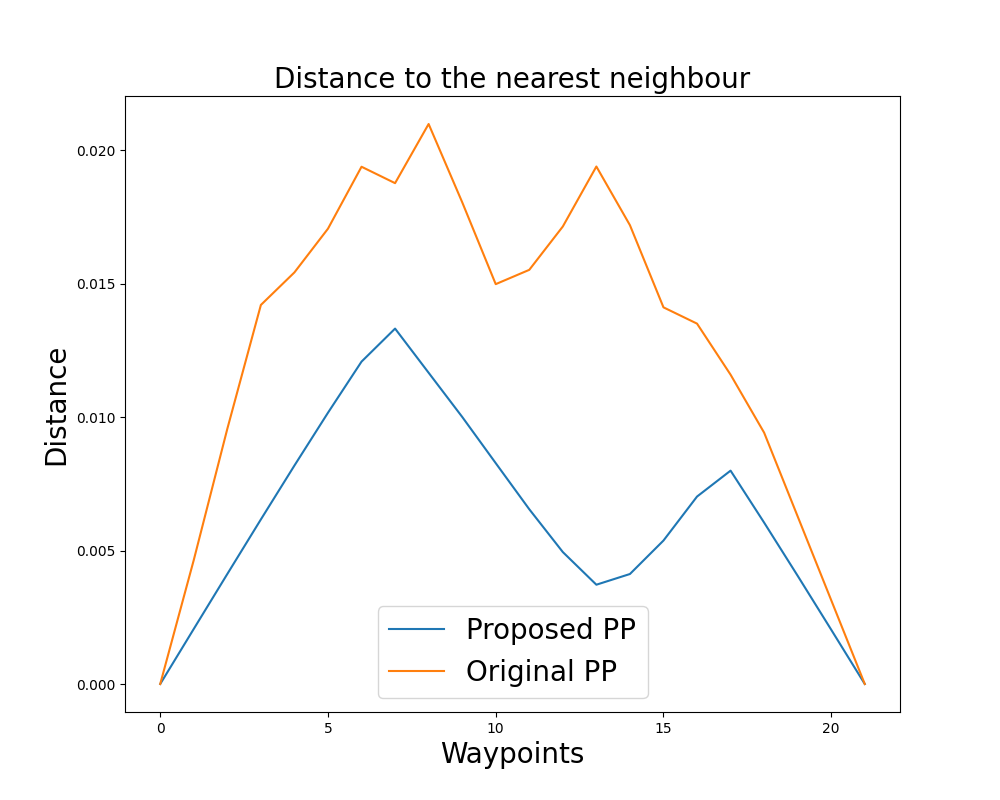 Distance to the nearest neighbour
0.020
0.015
0.010
0.005
0.000
Distance
Proposed PP
Original PP
0 5 10 15 20
Waypoints